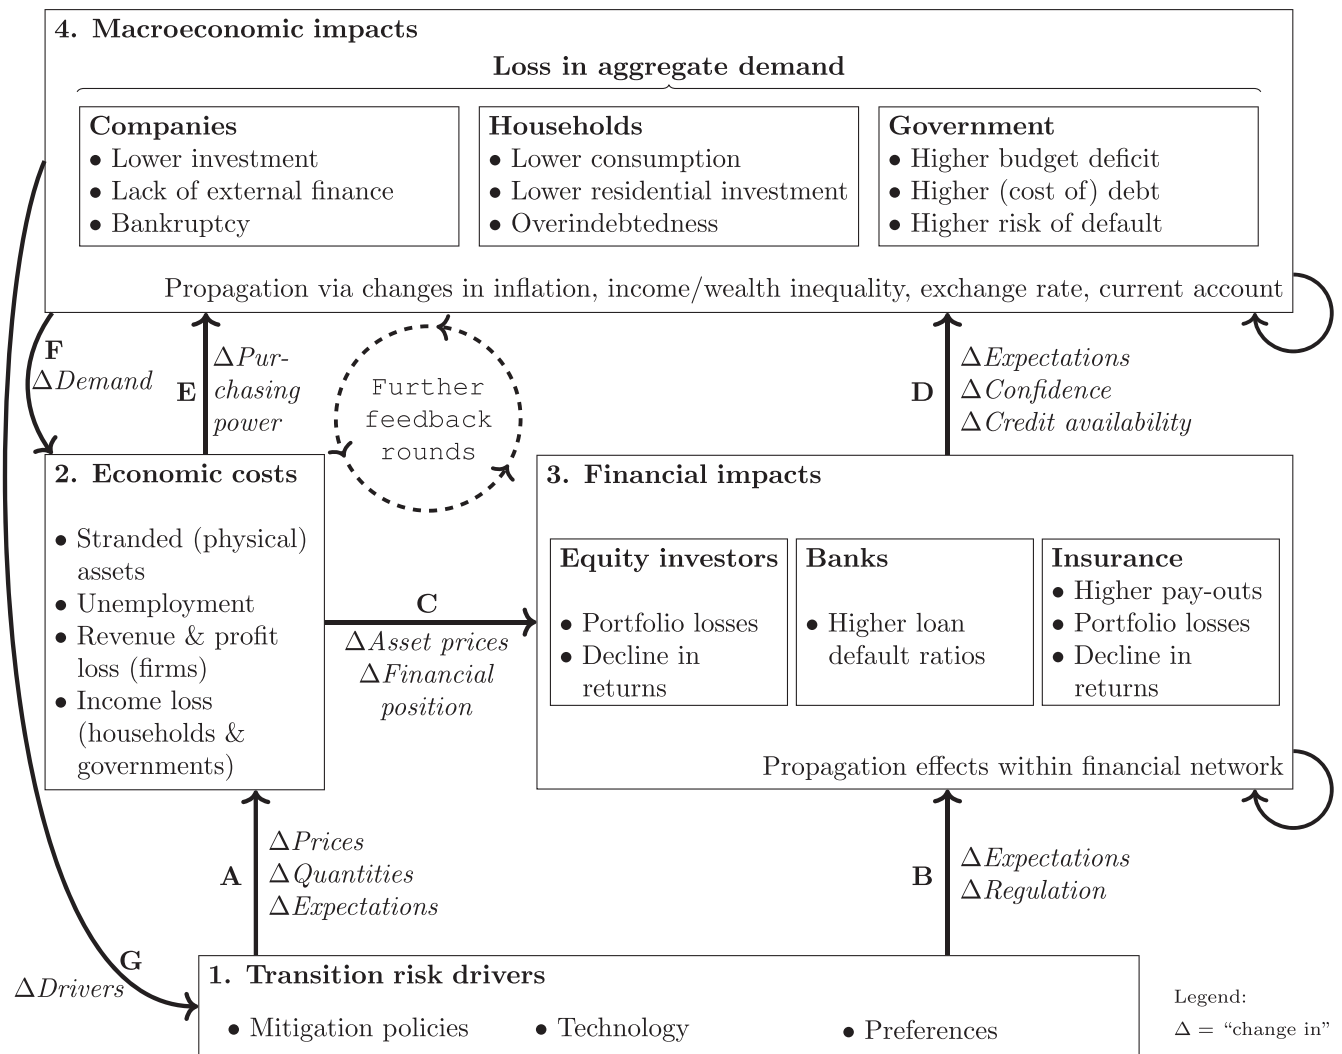 4. Macroeconomic impacts
Loss in aggregate demand
Companies
● Lower investment
● Lack of external finance
● Bankruptcy
Households
● Lower consumption
● Lower residential investment
● Overindebtedness
Government
● Higher budget deficit
● Higher (cost of) debt
● Higher risk of default
Propagation via changes in inflation, income/wealth inequality, exchange rate, current account
F
ΔDemand
E
ΔPur-
chasing
power
Further
feedback
rounds
D
ΔExpectations
ΔConfidence
ΔCredit availability
2. Economic costs
● Stranded (physical)
assets
● Unemployment
● Revenue & profit
loss (firms)
● Income loss
(households &
governments)
C
ΔAsset prices
ΔFinancial
position
3. Financial impacts
Equity investors
● Portfolio losses
● Decline in
returns
Banks
● Higher loan
default ratios
Insurance
● Higher pay-outs
● Portfolio losses
● Decline in
returns
Propagation effects within financial network
A
ΔPrices
ΔQuantities
ΔExpectations
B
ΔExpectations
ΔRegulation
G
ΔDrivers
1. Transition risk drivers
● Mitigation policies
● Technology
● Preferences
Legend:
Δ = “change in”